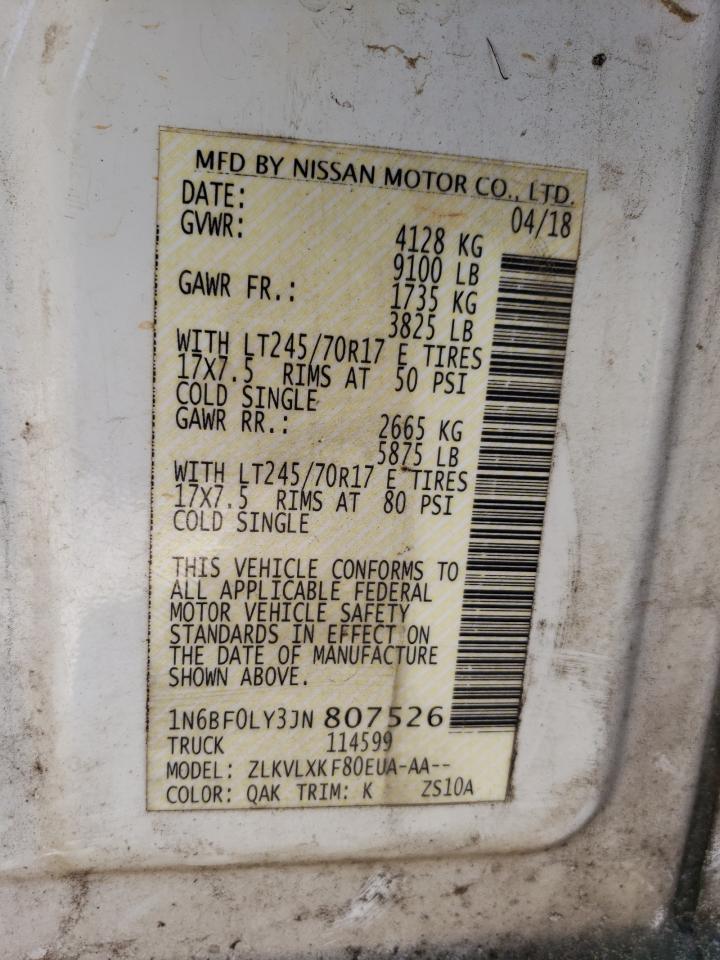 MFD BY NISSAN MOTOR CO., LTD.
DATE: 04/18
GVWR: 4128 KG
9100 LB
GAWR FR.: 1735 KG
3825 LB
WITH LT245/70R17 E TIRES
17X7.5 RIMS AT 50 PSI
COLD SINGLE
GAWR RR.: 2665 KG
5875 LB
WITH LT245/70R17 E TIRES
17X7.5 RIMS AT 80 PSI
COLD SINGLE
THIS VEHICLE CONFORMS TO
ALL APPLICABLE FEDERAL
MOTOR VEHICLE SAFETY
STANDARDS IN EFFECT ON
THE DATE OF MANUFACTURE
SHOWN ABOVE.
1N6BF0LY3JN 807526
TRUCK 114599
MODEL: ZLKVLXKF80EUA-AA--
COLOR: QAK TRIM: K ZS10A